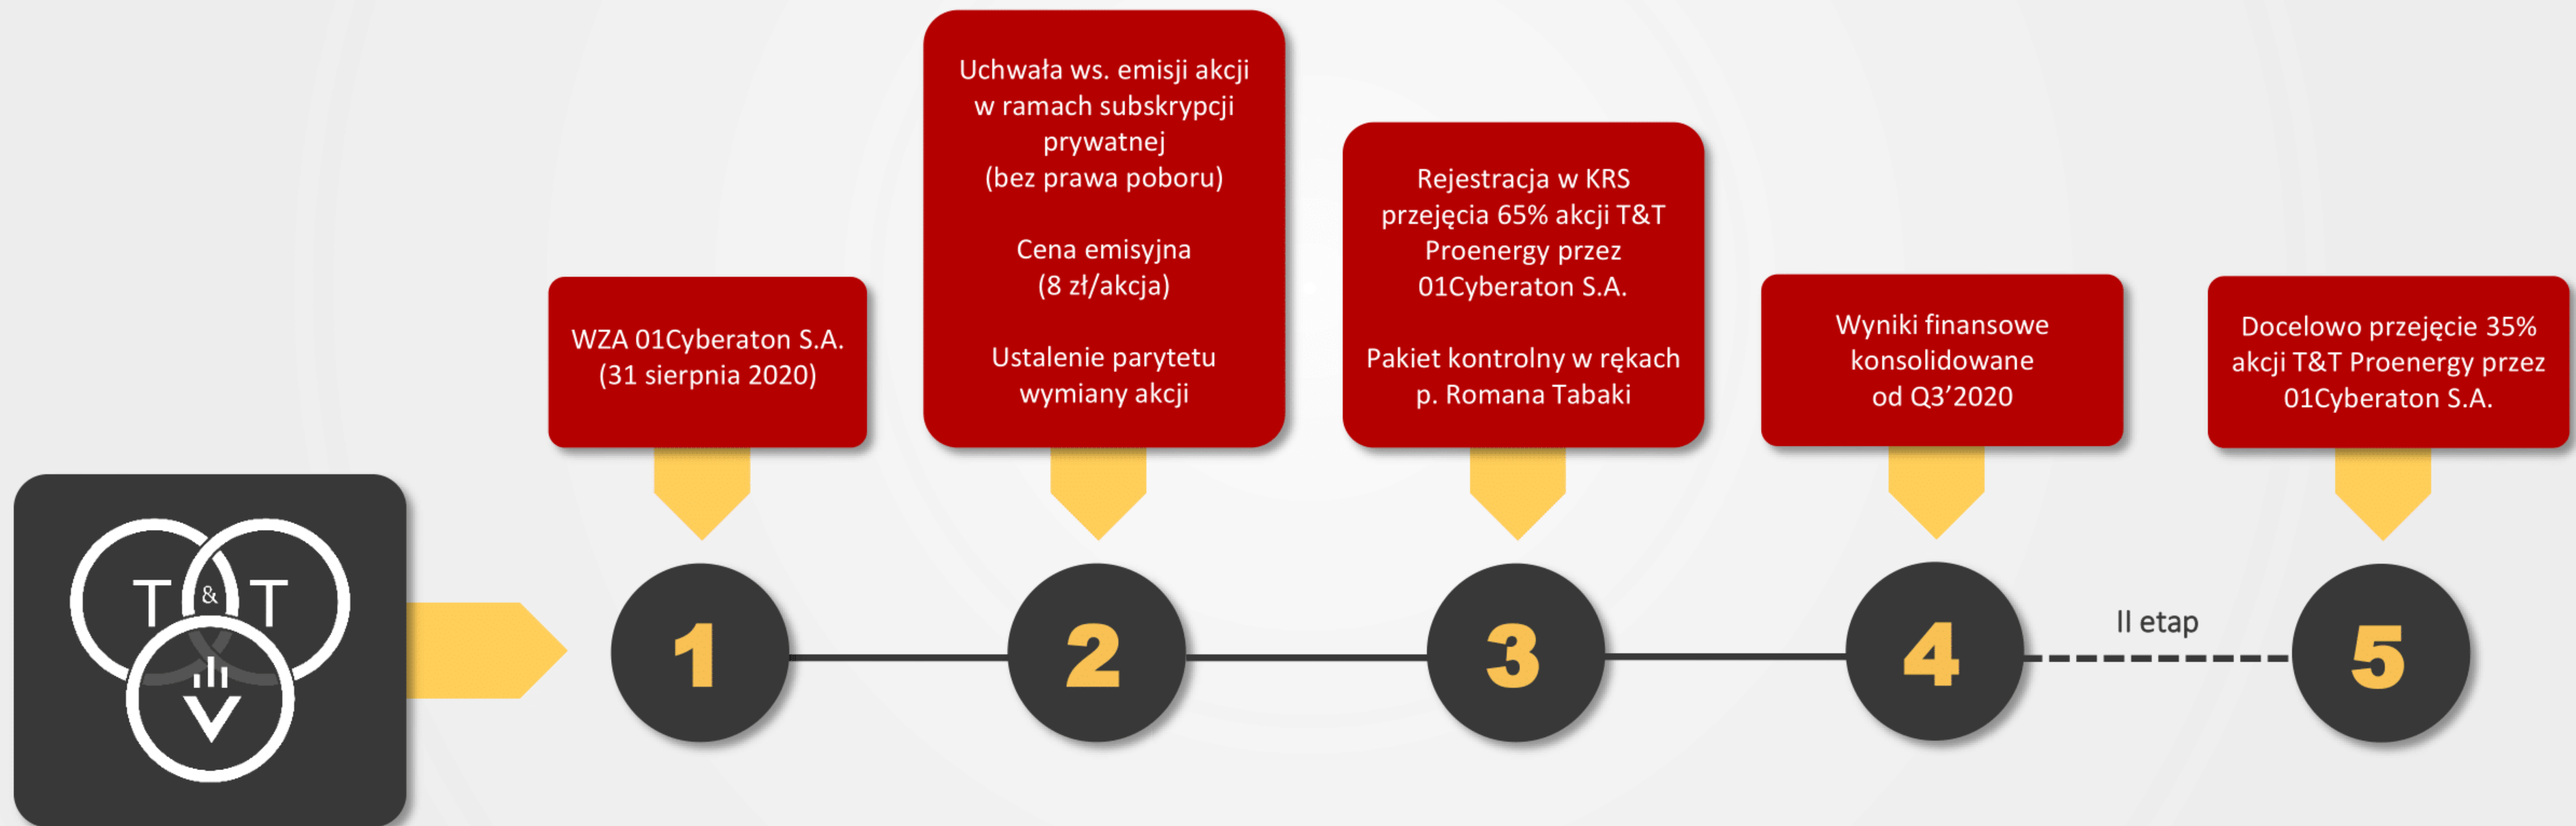 WZA 01Cyberaton S.A.
(31 sierpnia 2020)
Uchwała ws. emisji akcji
w ramach subskrypcji
prywatnej
(bez prawa poboru)
Cena emisyjna
(8 zł/akcja)
Ustalenie parytetu
wymiany akcji
Rejestracja w KRS
przejęcia 65% akcji T&T
Proenergy przez
01Cyberaton S.A.
Pakiet kontrolny w rękach
p. Romana Tabaki
Wyniki finansowe
konsolidowane
od Q3’2020
Docelowo przejęcie 35%
akcji T&T Proenergy przez
01Cyberaton S.A.
T & T
1
2
3
4
II etap
5